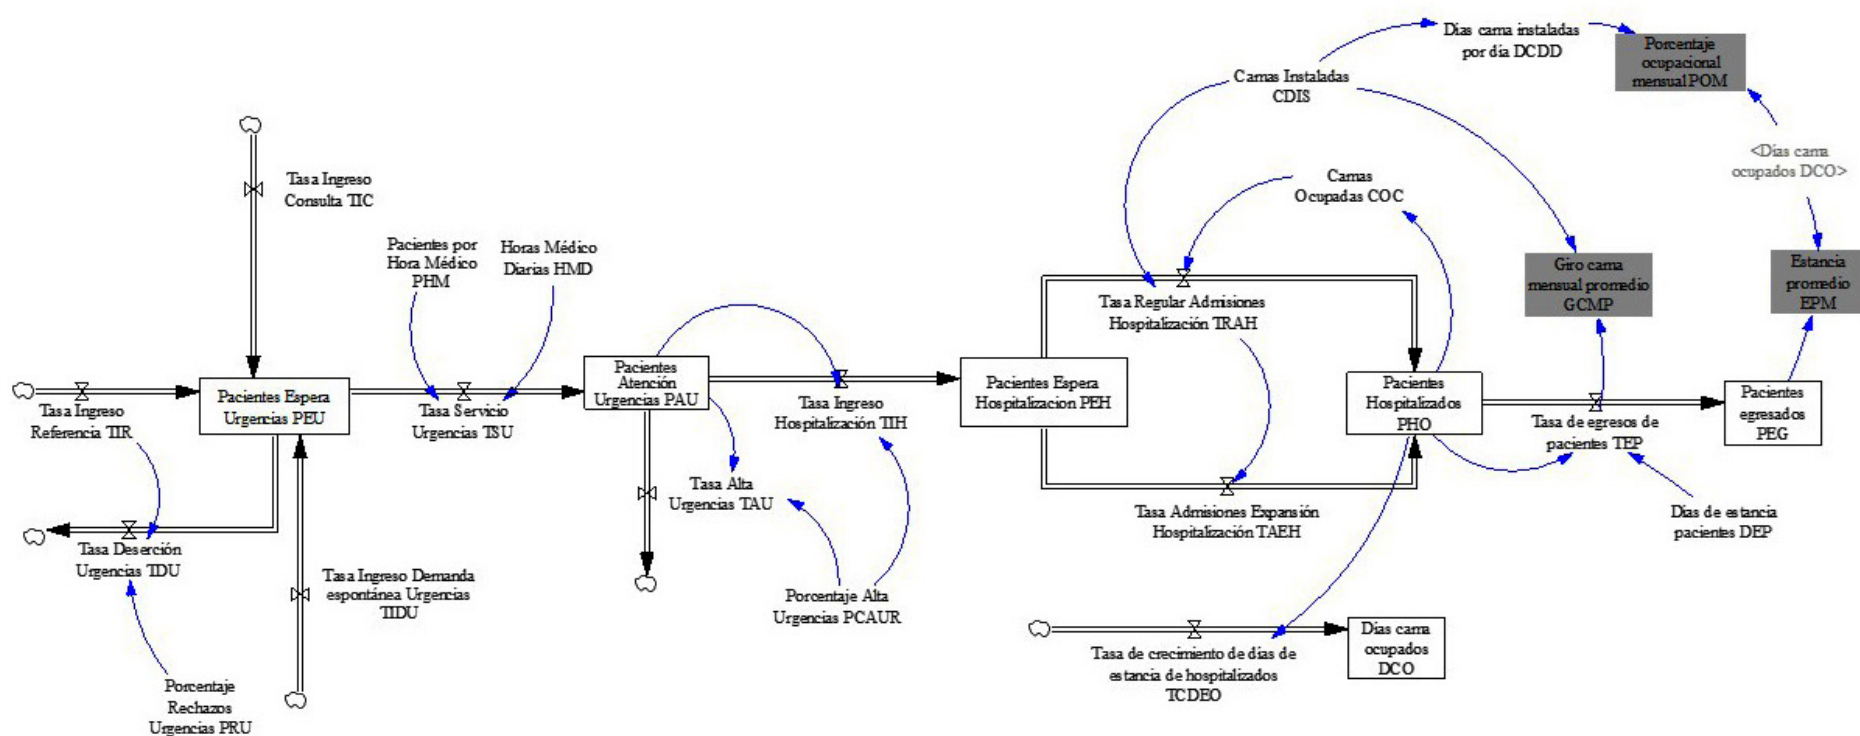 Dias cama instaladas
por día DCDD
Porcentaje
ocupacional
mensual POM
Camas Instaladas
CDIS
<Dias cama
ocupados DCO>
Tasa Ingreso
Consulta TIC
Camas
Ocupadas COC
Pacientes por
Hora Médico
PHM
Horas Médico
Diarias HMD
Giro cama
mensual promedio
GCMP
Estancia
promedio
EPM
Tasa Regular Admisiones
Hospitalización TRAH
Pacientes Espera
Urgencias PEU
Pacientes
Atención
Urgencias PAU
Pacientes Espera
Hospitalizacion PEH
Pacientes
Hospitalizados
PHO
Pacientes
egresados
PEG
Tasa Ingreso
Referencia TIR
Tasa Servicio
Urgencias TSU
Tasa Ingreso
Hospitalización TIH
Tasa de egresos de
pacientes TEP
Tasa Alta
Urgencias TAU
Tasa Admisiones Expansión
Hospitalización TAEH
Dias de estancia
pacientes DEP
Tasa Deserción
Urgencias TDU
Tasa Ingreso Demanda
espontánea Urgencias
TIDU
Porcentaje Alta
Urgencias PCAUR
Tasa de crecimiento de días de
estancia de hospitalizados
TCDEO
Dias cama
ocupados
DCO
Porcentaje
Rechazos
Urgencias PRU